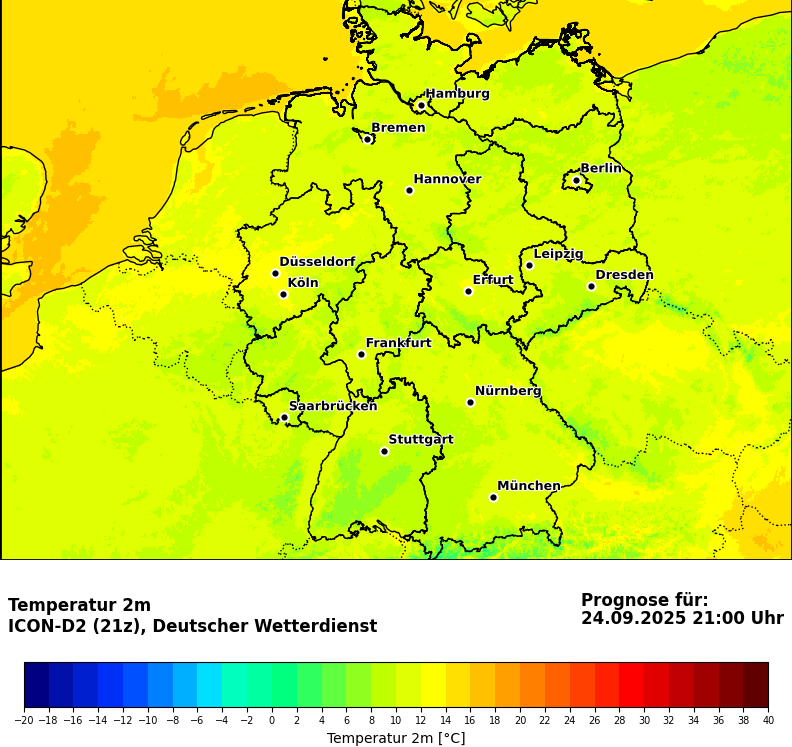 Hamburg
Bremen
Berlin
Hannover
Düsseldorf
Leipzig
Köln
Erfurt
Dresden
Frankfurt
Nürnberg
Saarbrücken
Stuttgart
München
Temperatur 2m
ICON-D2 (21z), Deutscher Wetterdienst
Prognose für:
24.09.2025 21:00 Uhr
−20 −18 −16 −14 −12 −10 −8 −6 −4 −2 0 2 4 6 8 10 12 14 16 18 20 22 24 26 28 30 32 34 36 38 40
Temperatur 2m [°C]